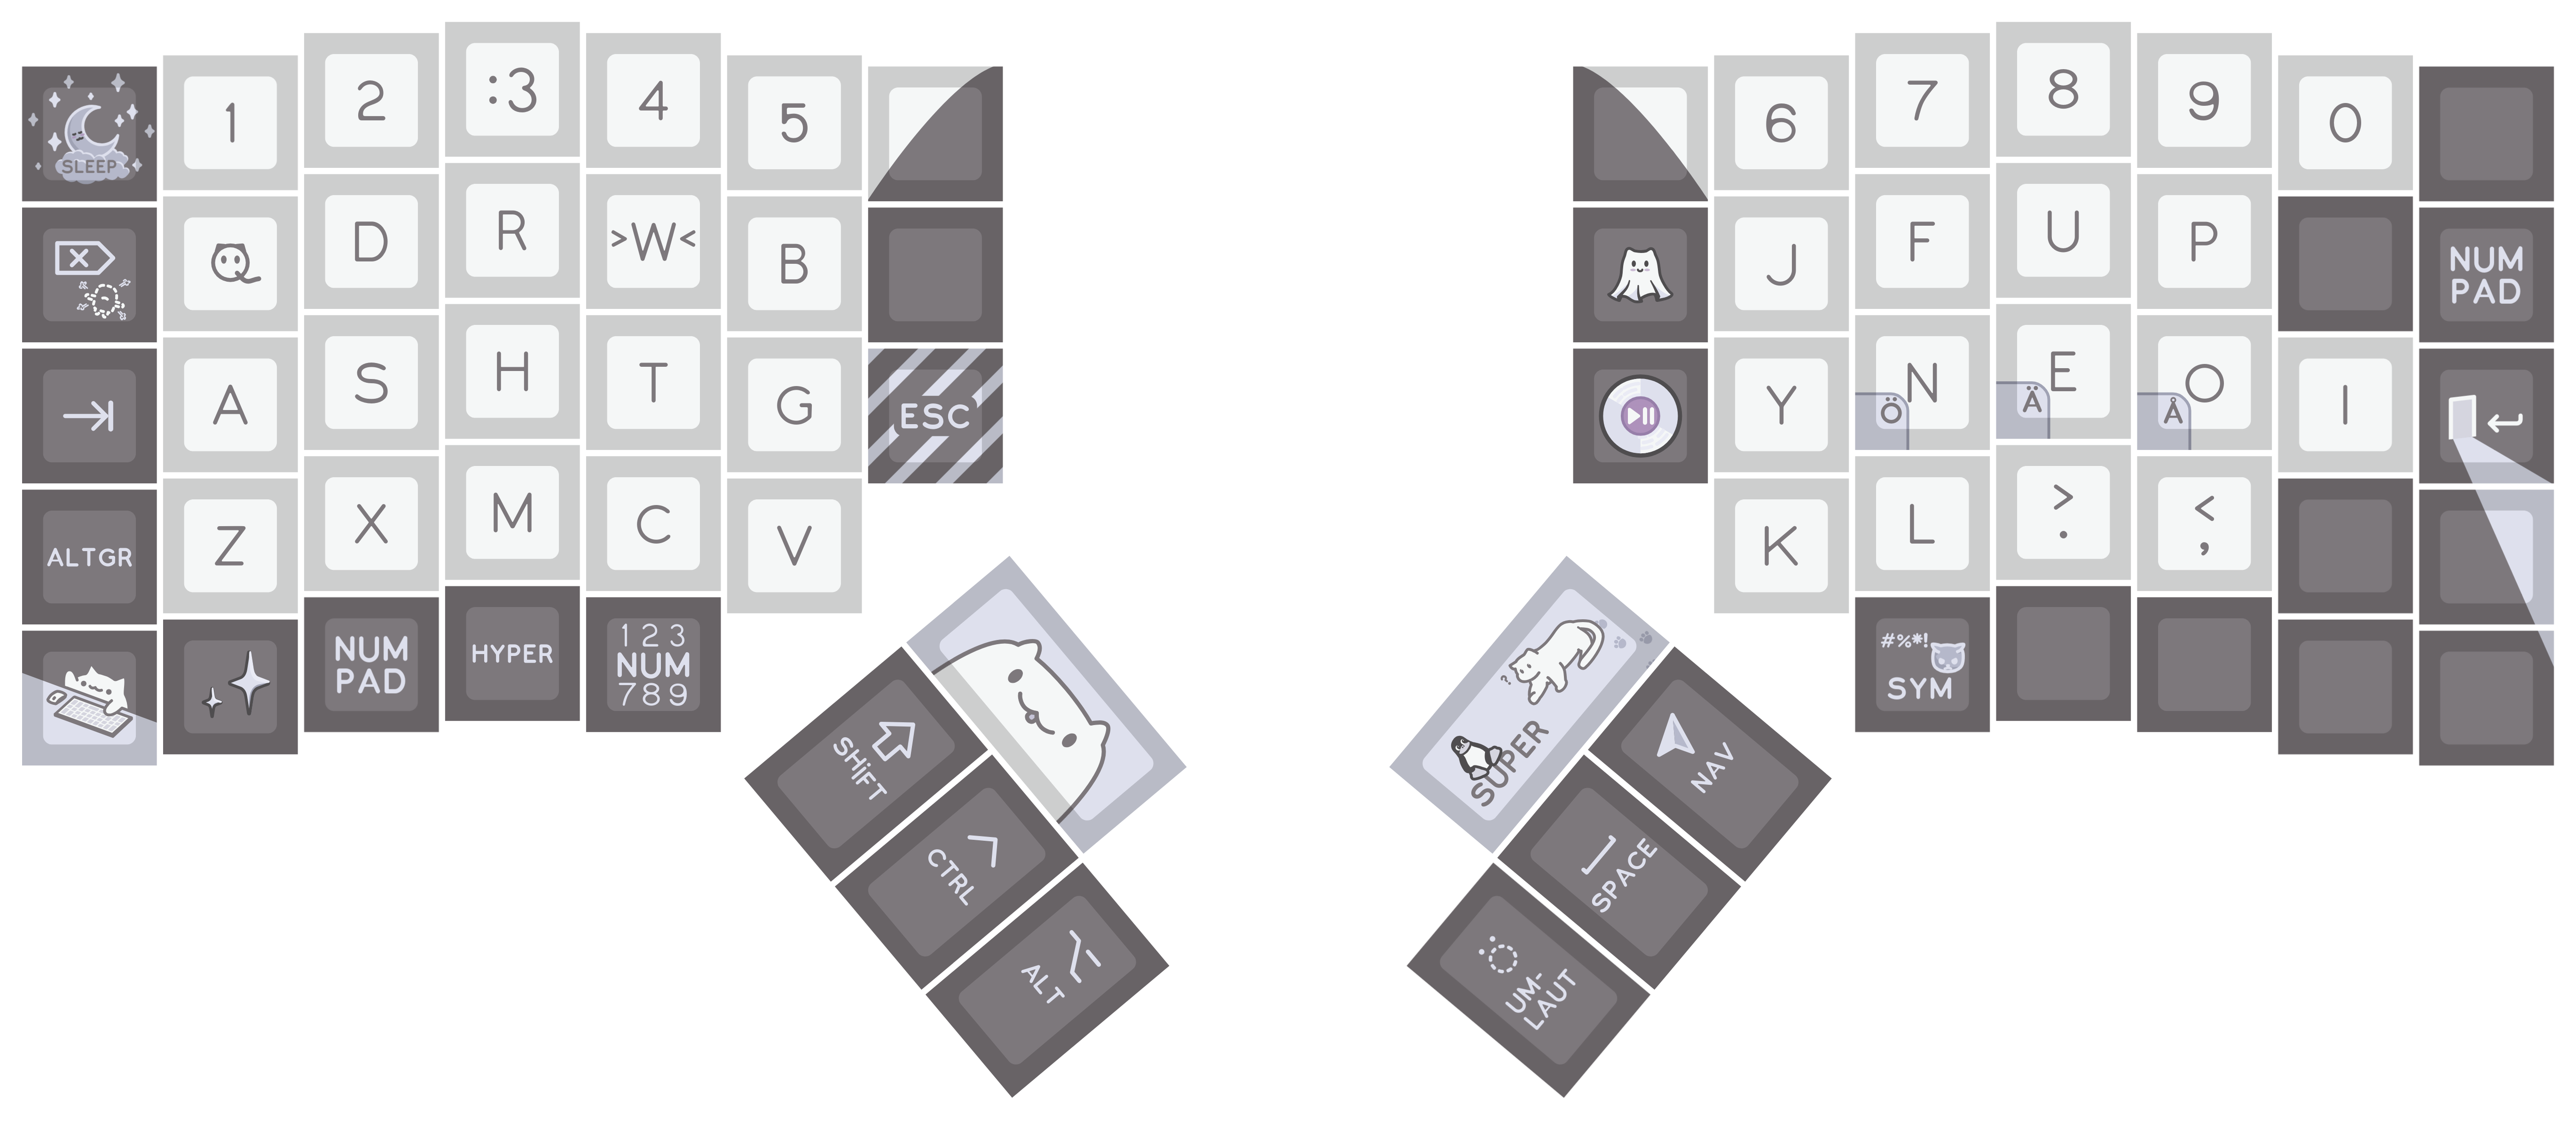 SLEEP
1
2
:3
4
5
6
7
8
9
0
Q
D
R
>W<
B
J
F
U
P
NUM
PAD
A
S
H
T
G
ESC
Y
N
Ö
E
Ä
O
Å
I
ALTGR
Z
X
M
C
V
K
L
>
.
<
,
NUM
PAD
HYPER
1 2 3
NUM
7 8 9
#%*!
SYM
SHiFT
CTRL
ALT
?
SUPER
NAV
SPACE
UM-
LAUT